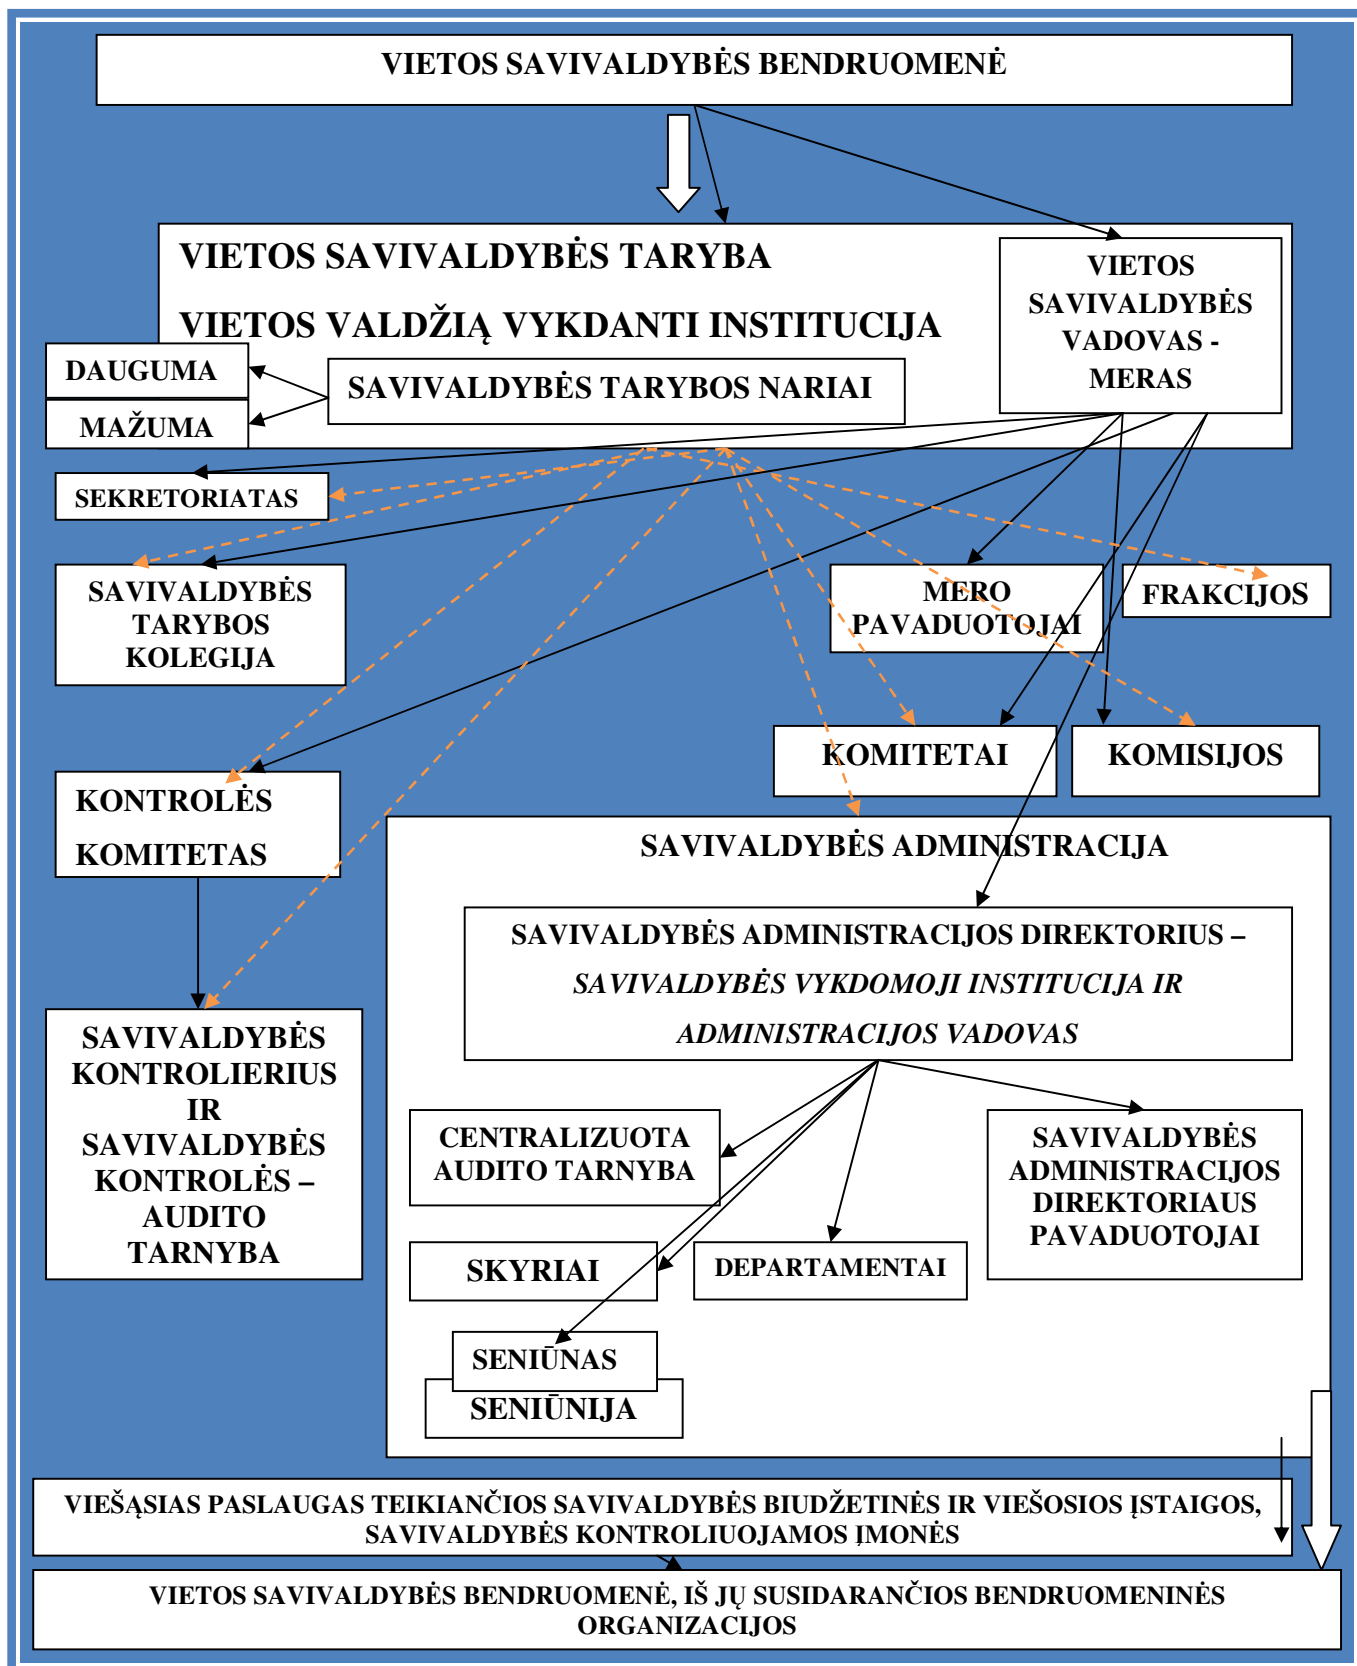 VIETOS SAVIVALDYBĖS BENDRUOMENĖ
VIETOS SAVIVALDYBĖS TARYBA
VIETOS VALDŽIĄ VYKDANTI INSTITUCIJA
VIETOS
SAVIVALDYBĖS
VADOVAS -
MERAS
DAUGUMA
MAŽUMA
SAVIVALDYBĖS TARYBOS NARIAI
SEKRETORIATAS
SAVIVALDYBĖS
TARYBOS
KOLEGIJA
MERO
PAVADUOTOJAI
FRAKCIJOS
KOMITETAI
KOMISIJOS
KONTROLĖS
KOMITETAS
SAVIVALDYBĖS ADMINISTRACIJA
SAVIVALDYBĖS ADMINISTRACIJOS DIREKTORIUS –
SAVIVALDYBĖS VYKDOMOJI INSTITUCIJA IR
ADMINISTRACIJOS VADOVAS
SAVIVALDYBĖS
KONTROLIERIUS
IR
SAVIVALDYBĖS
KONTROLĖS –
AUDITO
TARNYBA
CENTRALIZUOTA
AUDITO TARNYBA
SAVIVALDYBĖS
ADMINISTRACIJOS
DIREKTORIAUS
PAVADUOTOJAI
SKYRIAI
DEPARTAMENTAI
SENIŪNAS
SENIŪNIJA
VIEŠĄSIAS PASLAUGAS TEIKIANČIOS SAVIVALDYBĖS BIUDŽETINĖS IR VIEŠOSIOS ĮSTAIGOS,
SAVIVALDYBĖS KONTROLIUOJAMOS ĮMONĖS
VIETOS SAVIVALDYBĖS BENDRUOMENĖ, IŠ JŲ SUSIDARANČIOS BENDRUOMENINĖS
ORGANIZACIJOS